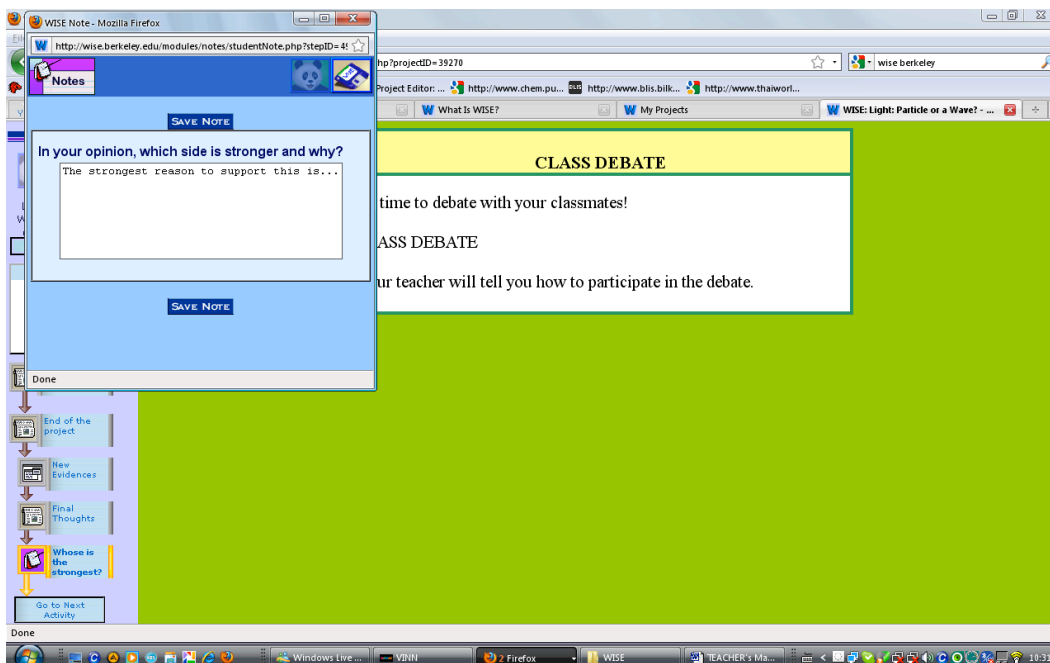 WISE Note - Mozilla Firefox
http://wise.berkeley.edu/modules/notes/studentNote.php?stepID=4
Notes
SAVE NOTE
In your opinion, which side is stronger and why?
The strongest reason to support this is...
SAVE NOTE
Done
hp?projectID=39270
wise berkeley
Project Editor: ...
http://www.chem.pu...
BLIS
http://www.blis.bilk...
http://www.thaiworl...
What Is WISE?
My Projects
WISE: Light: Particle or a Wave? - ...
CLASS DEBATE
time to debate with your classmates!
ASS DEBATE
ur teacher will tell you how to participate in the debate.
End of the
project
New
Evidences
Final
Thoughts
Whose is
the
strongest?
Go to Next
Activity
Done
Windows Live ...
VINN
2 Firefox
WISE
TEACHER's Ma...
10:31